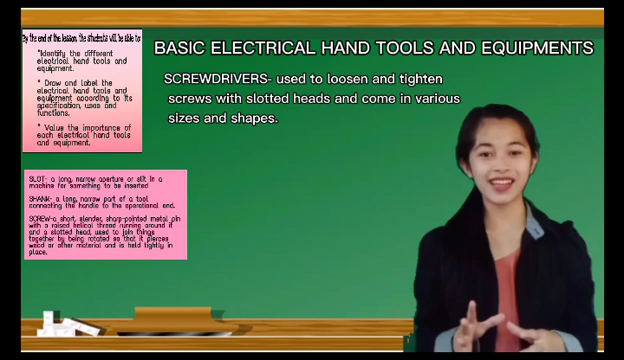 By the end of the lesson, the students will be able to:
*Identify the different
electrical hand tools and
equipment.
* Draw and label the
electrical hand tools and
equipment according to its
specification, uses and
functions.
* Value the importance of
each electrical hand tools
and equipment.
SLOT- a long, narrow aperture or slit in a
machine for something to be inserted
SHANK- a long, narrow part of a tool
connecting the handle to the operational end.
SCREW-a short, slender, sharp-pointed metal pin
with a raised helical thread running around it
and a slotted head, used to join things
together by being rotated so that it pierces
wood or other material and is held tightly in
place.
BASIC ELECTRICAL HAND TOOLS AND EQUIPMENTS
SCREWDRIVERS- used to loosen and tighten
screws with slotted heads and come in various
sizes and shapes.